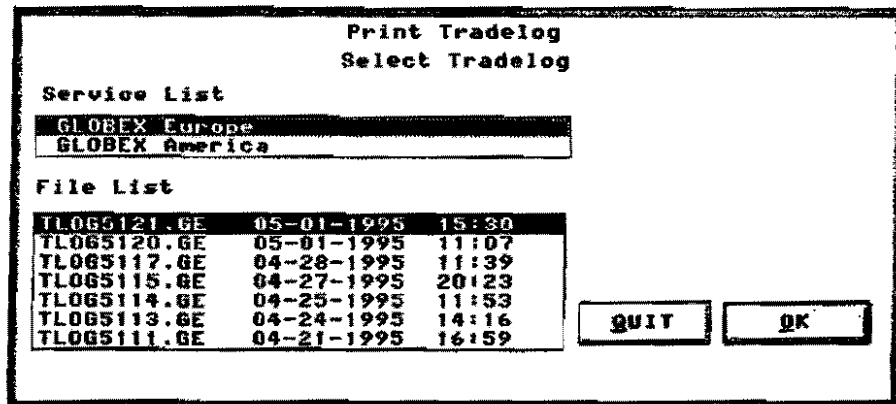 Print Tradelog
Select Tradelog
Service List
GLOBEX Europe
GLOBEX America
File List
TLOG5121.GE 05-01-1995 15:30
TLOG5120.GE 05-01-1995 11:07
TLOG5117.GE 04-28-1995 11:39
TLOG5115.GE 04-27-1995 20:23
TLOG5114.GE 04-25-1995 11:53
TLOG5113.GE 04-24-1995 14:16
TLOG5111.GE 04-21-1995 16:59
QUIT OK